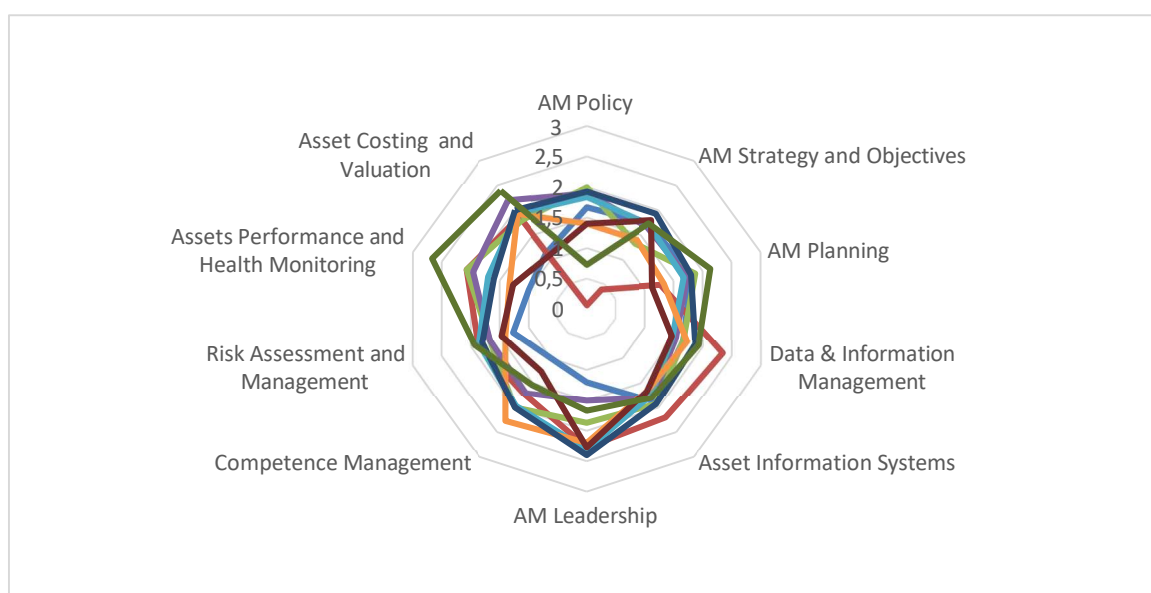 AM Policy
3
2,5
2
1,5
1
0,5
0
AM Strategy and Objectives
AM Planning
Data & Information
Management
Asset Information Systems
AM Leadership
Competence Management
Risk Assessment and
Management
Assets Performance and
Health Monitoring
Asset Costing and
Valuation